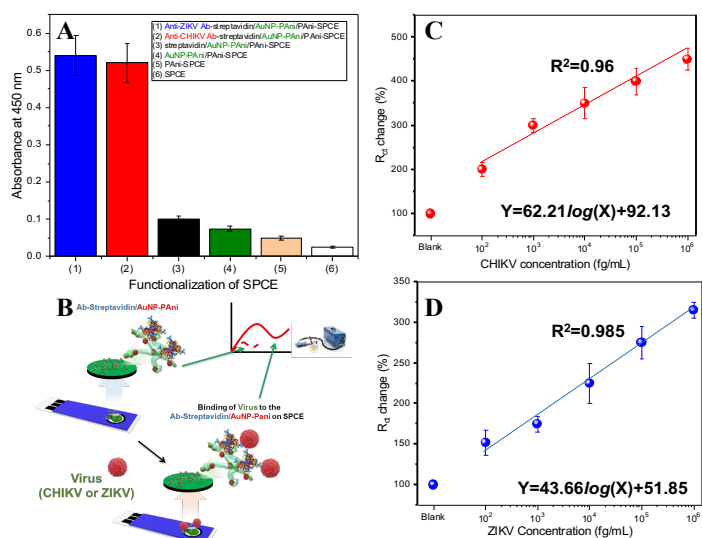 A
(1) Anti-ZIKV Ab-streptavidin/AuNP-PAni/PAni-SPCE
(2) Anti-CHIKV Ab-streptavidin/AuNP-PAni/PAni-SPCE
(3) streptavidin/AuNP-PAni/PAni-SPCE
(4) AuNP-PAni/PAni-SPCE
(5) PAni-SPCE
(6) SPCE
Absorbance at 450 nm
0.6
0.5
0.4
0.3
0.2
0.1
0.0
(1) (2) (3) (4) (5) (6)
Functionalization of SPCE
B
Ab-Streptavidin/AuNP-PAni
Binding of Virus to the
Ab-Streptavidin/AuNP-Pani on SPCE
Virus
(CHIKV or ZIKV)
C
R²=0.96
Y=62.21log(X)+92.13
Rct change (%)
500
400
300
200
100
Blank 10² 10³ 10⁴ 10⁵ 10⁶
CHIKV concentration (fg/mL)
D
R²=0.985
Y=43.66log(X)+51.85
Rct change (%)
350
300
250
200
150
100
Blank 10² 10³ 10⁴ 10⁵ 10⁶
ZIKV Concentration (fg/mL)